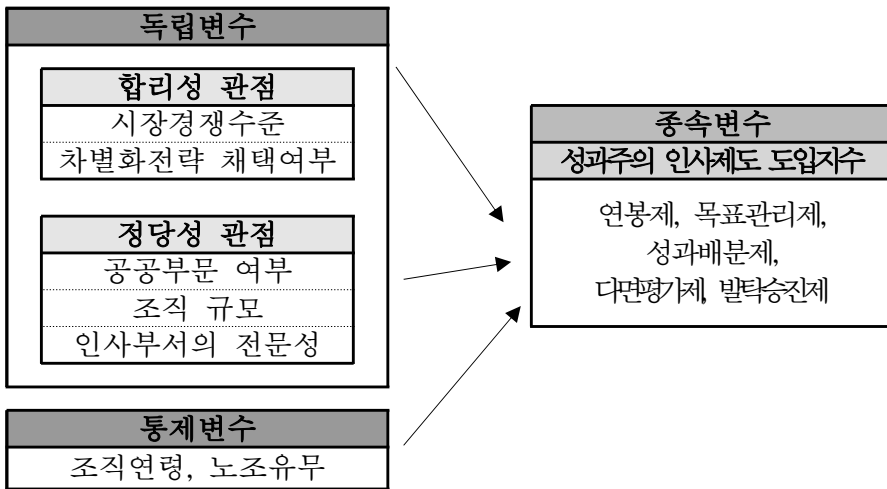 독립변수
합리성 관점
시장경쟁수준
차별화전략 채택여부
정당성 관점
공공부문 여부
조직 규모
인사부서의 전문성
통제변수
조직연령, 노조유무
종속변수
성과주의 인사제도 도입지수
연봉제, 목표관리제,
성과배분제,
다면평가제, 발탁승진제